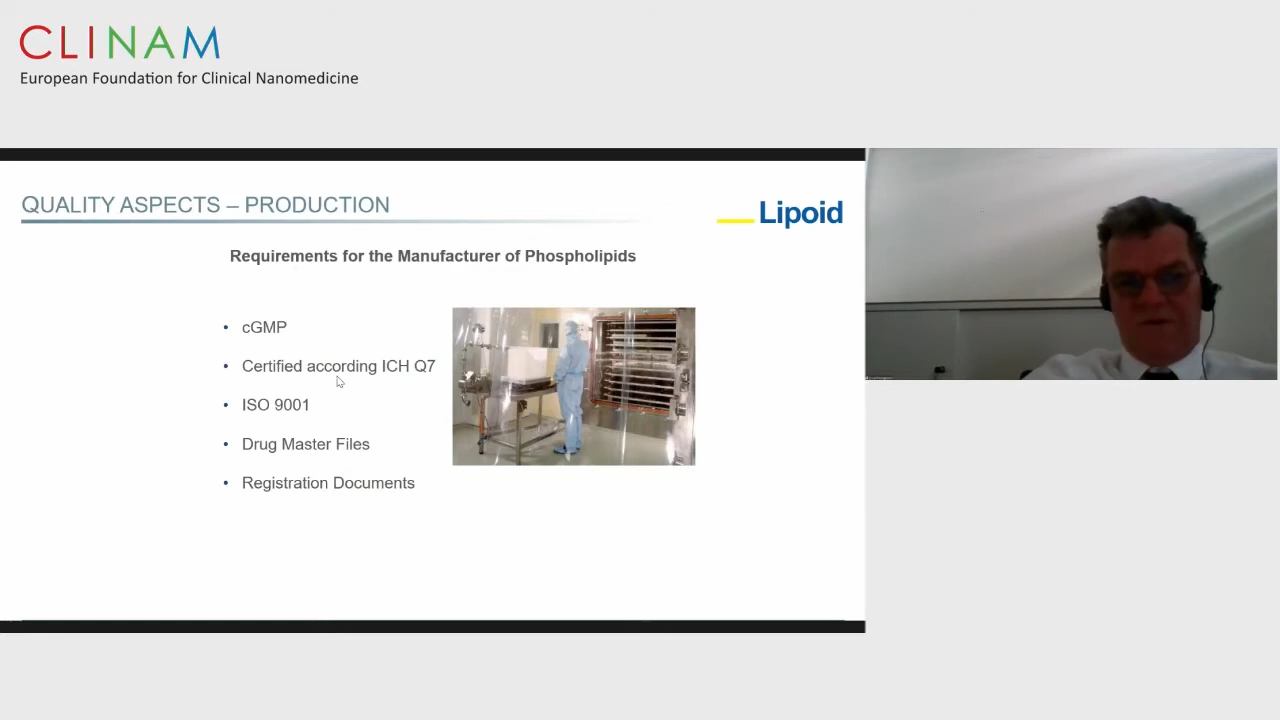 CLINAM
European Foundation for Clinical Nanomedicine
QUALITY ASPECTS – PRODUCTION
Lipoid
Requirements for the Manufacturer of Phospholipids
• cGMP
• Certified according ICH Q7
• ISO 9001
• Drug Master Files
• Registration Documents